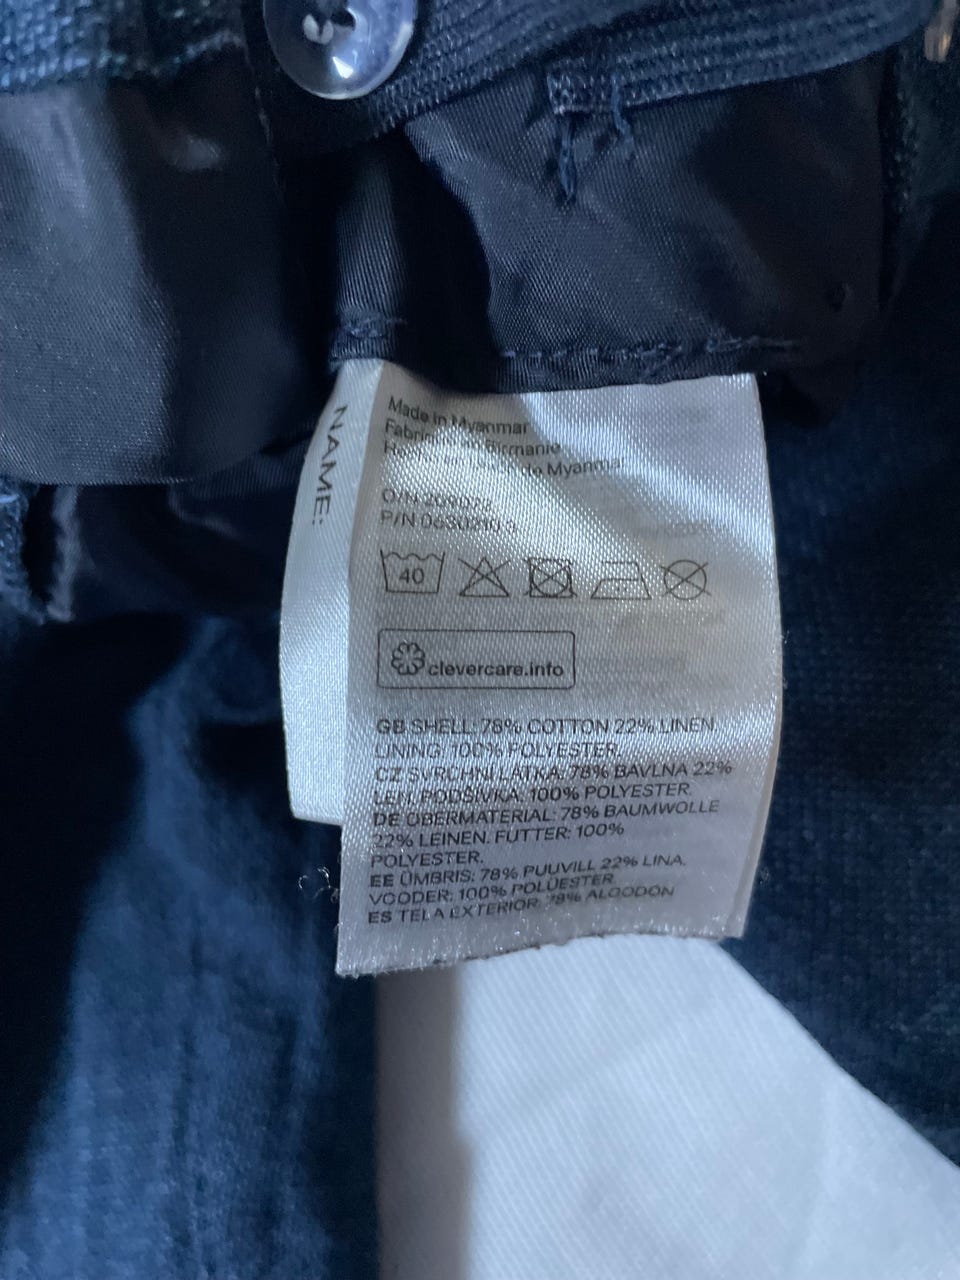 NAME:
Made in Myanmar
Birmanie
Myanmar
O/N
P/N
40
clevercare.info
GB SHELL: 78% COTTON 22% LINEN.
LINING: 100% POLYESTER.
CZ SVRCHNÍ LÁTKA: 78% BAVLNA 22%
LEN. PODŠÍVKA: 100% POLYESTER.
DE OBERMATERIAL: 78% BAUMWOLLE
22% LEINEN. FUTTER: 100%
POLYESTER.
EE ÜMBRIS: 78% PUUVILL 22% LINA.
VOODER: 100% POLÜESTER.
ES TELA EXTERIOR: 78% ALGODÓN